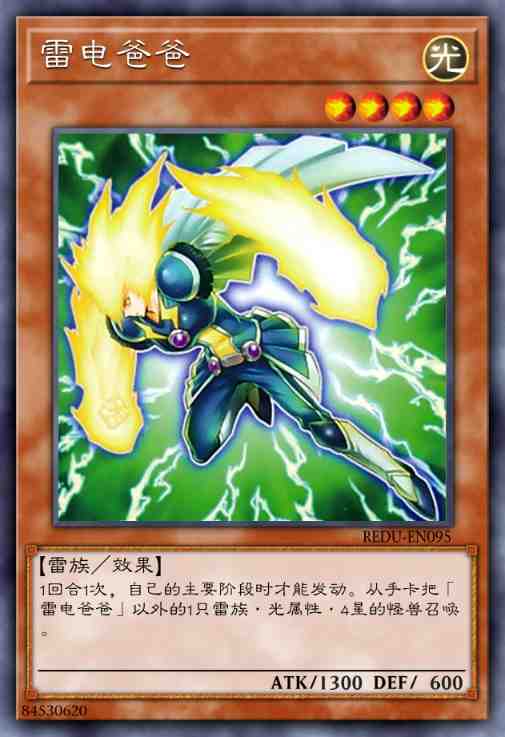 雷电爸爸
光
REDU-EN095
【雷族／效果】
1回合1次，自己的主要阶段时才能发动。从手卡把「
雷电爸爸」以外的1只雷族·光属性·4星的怪兽召唤
。
ATK/1300 DEF/ 600
84530620